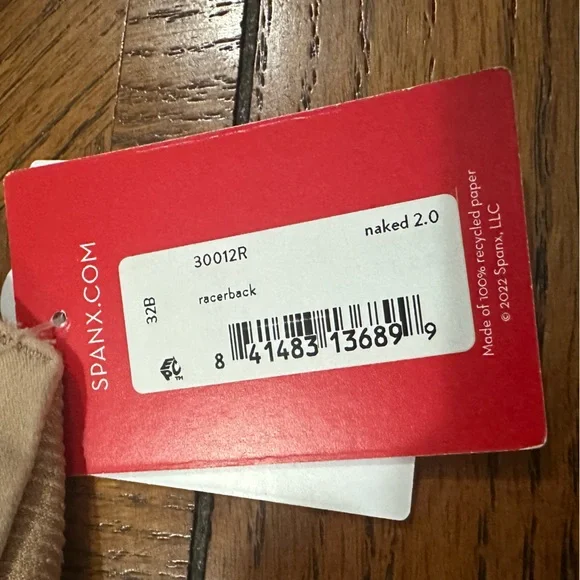 SPANX.COM
30012R
naked 2.0
32B
racerback
8 41483 13689 9
EPC™
Made of 100% recycled paper
© 2022 Spanx, LLC